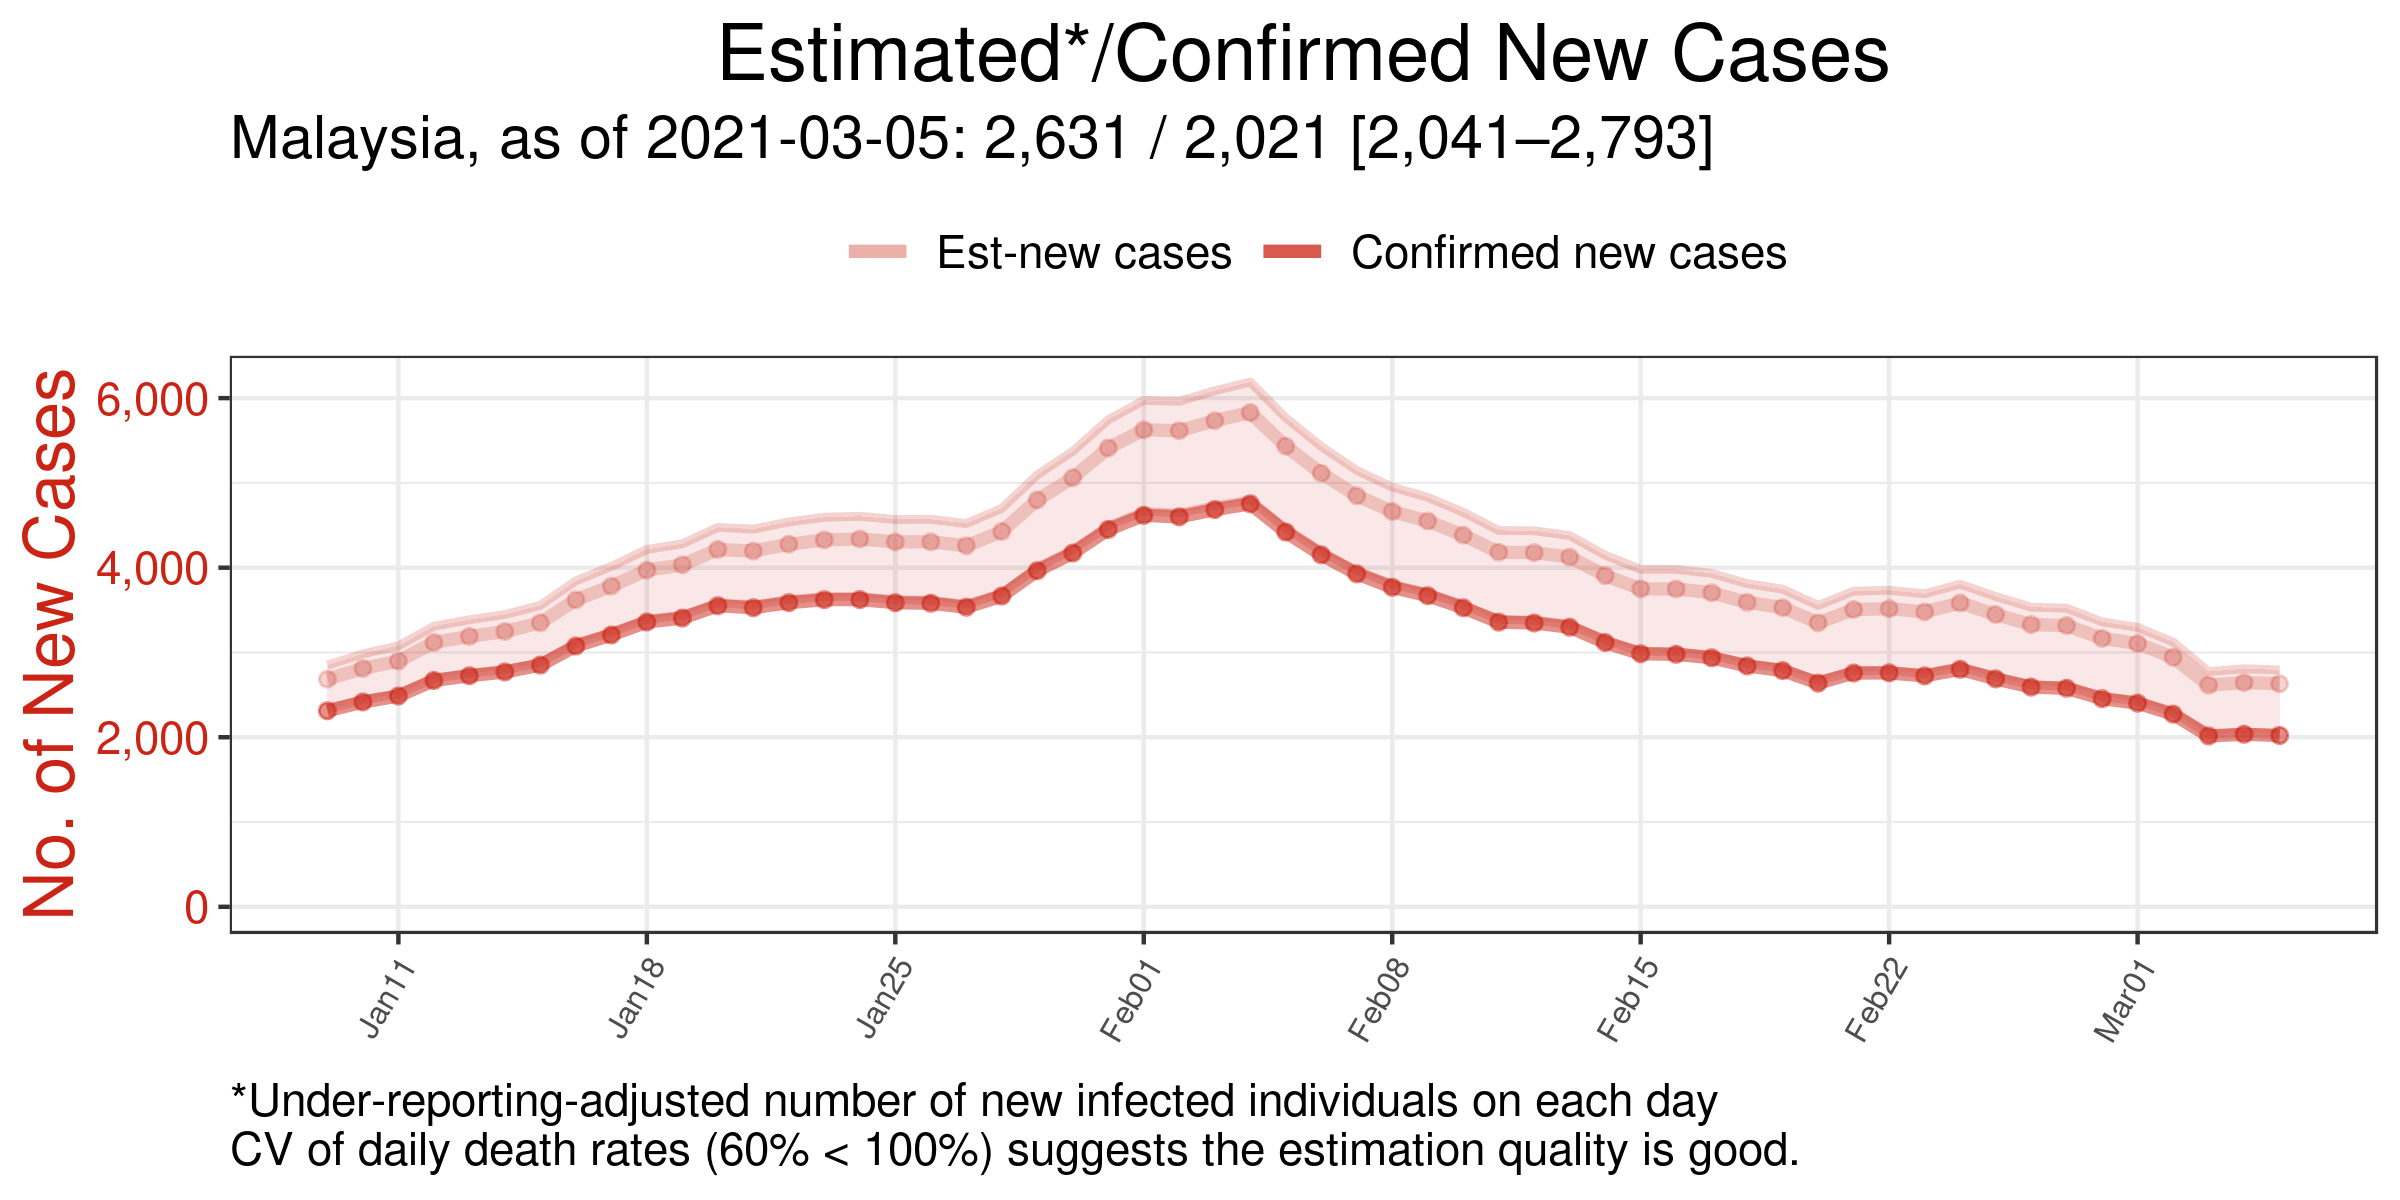 Estimated*/Confirmed New Cases
Malaysia, as of 2021-03-05: 2,631 / 2,021 [2,041–2,793]
Est-new cases
Confirmed new cases
No. of New Cases
6,000
4,000
2,000
0
Jan11
Jan18
Jan25
Feb01
Feb08
Feb15
Feb22
Mar01
*Under-reporting-adjusted number of new infected individuals on each day
CV of daily death rates (60% < 100%) suggests the estimation quality is good.